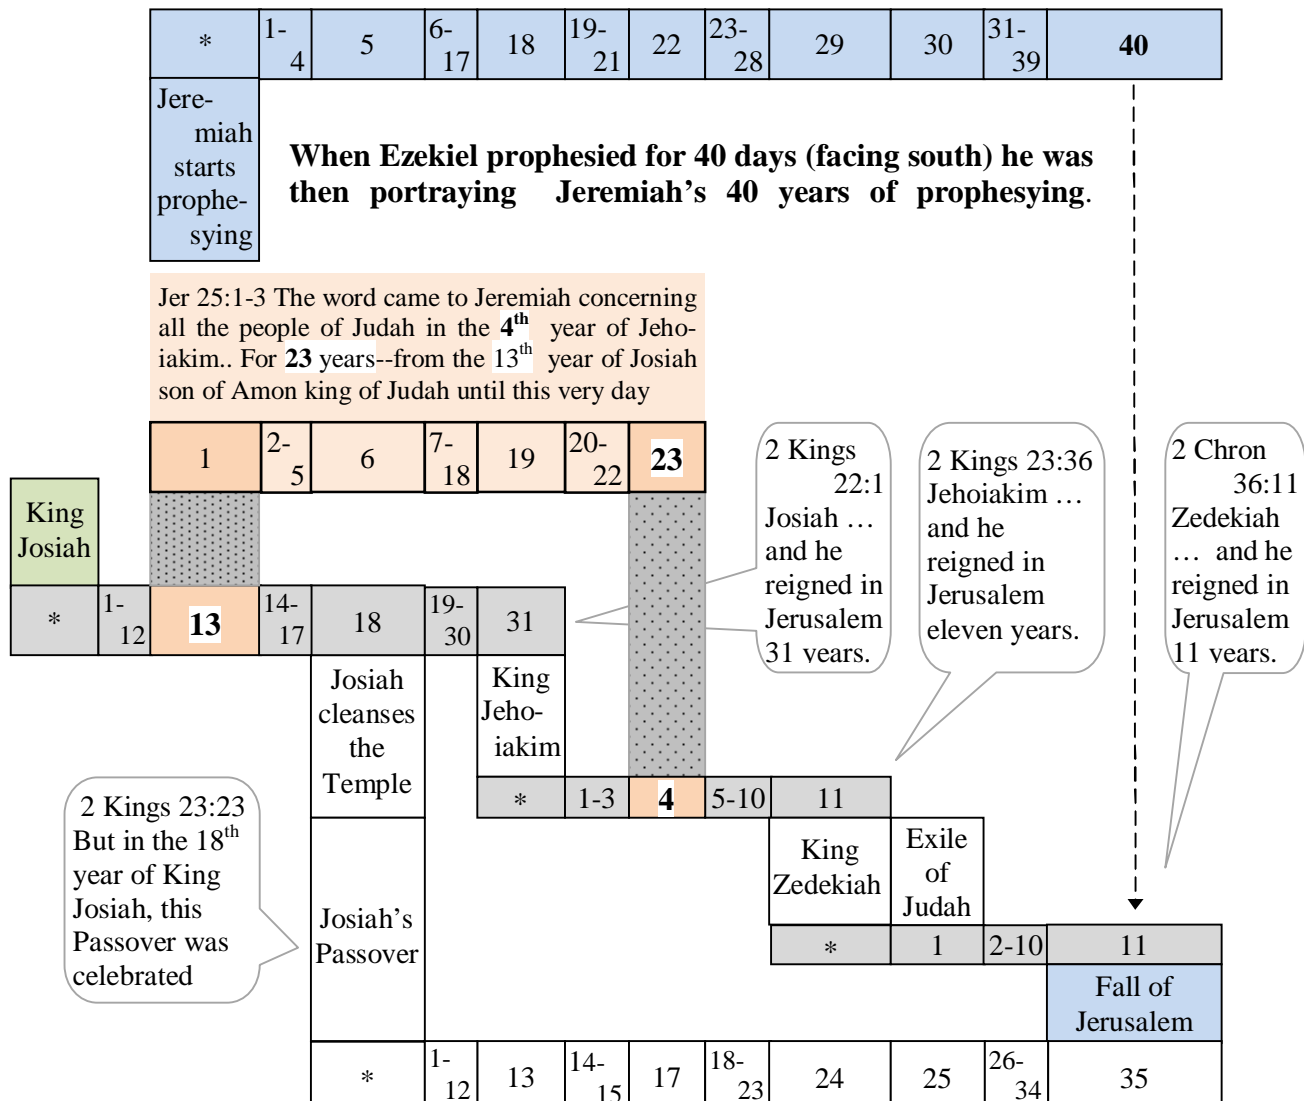 * 1- 5 6- 18 19- 22 23- 29 30 31- 40
4 17 21 28 39
Jere-
miah
starts
prophe-
sying
When Ezekiel prophesied for 40 days (facing south) he was
then portraying Jeremiah's 40 years of prophesying.
Jer 25:1-3 The word came to Jeremiah concerning
all the people of Judah in the 4th year of Jeho-
iakim.. For 23 years--from the 13th year of Josiah
son of Amon king of Judah until this very day
1 2- 6 7- 19 20- 23
5 18 22
2 Kings
22:1
Josiah …
and he
reigned in
Jerusalem
31 years.
2 Kings 23:36
Jehoiakim …
and he
reigned in
Jerusalem
eleven years.
2 Chron
36:11
Zedekiah
… and he
reigned in
Jerusalem
11 years.
King
Josiah
* 1- 13 14- 18 19- 31
12 17 30
Josiah
cleanses
the
Temple
King
Jeho-
iakim
* 1-3 4 5-10 11
2 Kings 23:23
But in the 18th
year of King
Josiah, this
Passover was
celebrated
Josiah's
Passover
King
Zedekiah
Exile
of
Judah
* 1 2-10 11
Fall of
Jerusalem
* 1- 13 14- 17 18- 24 25 26- 35
12 15 23 34